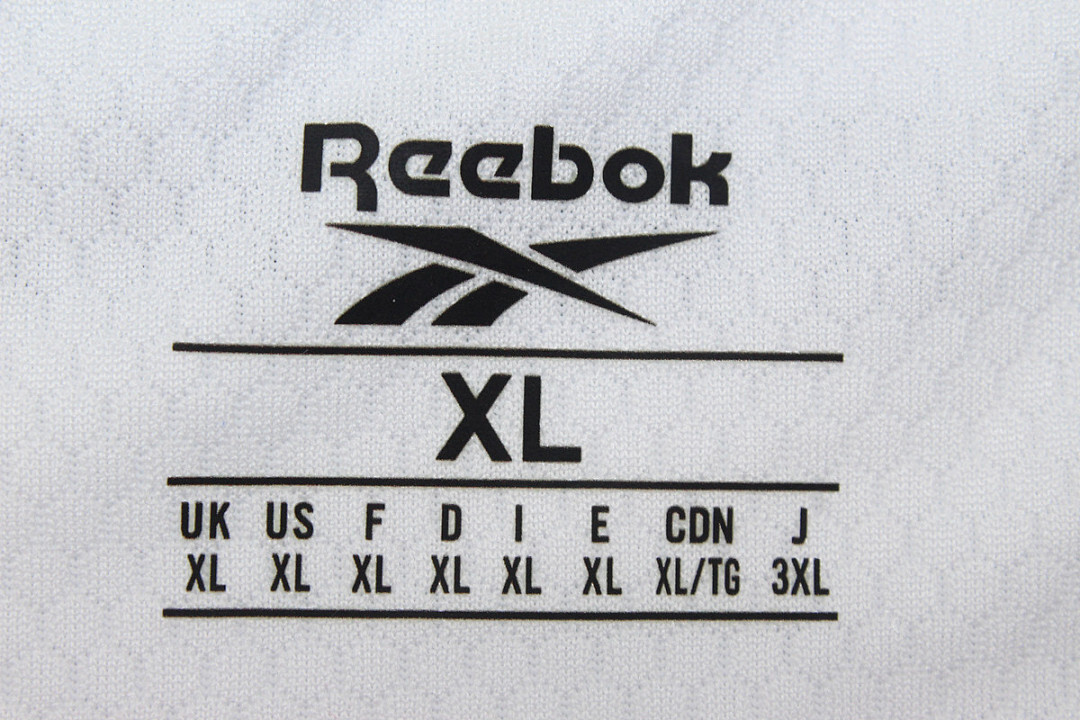 Reebok
XL
UK US F D I E CDN J
XL XL XL XL XL XL XL/TG 3XL